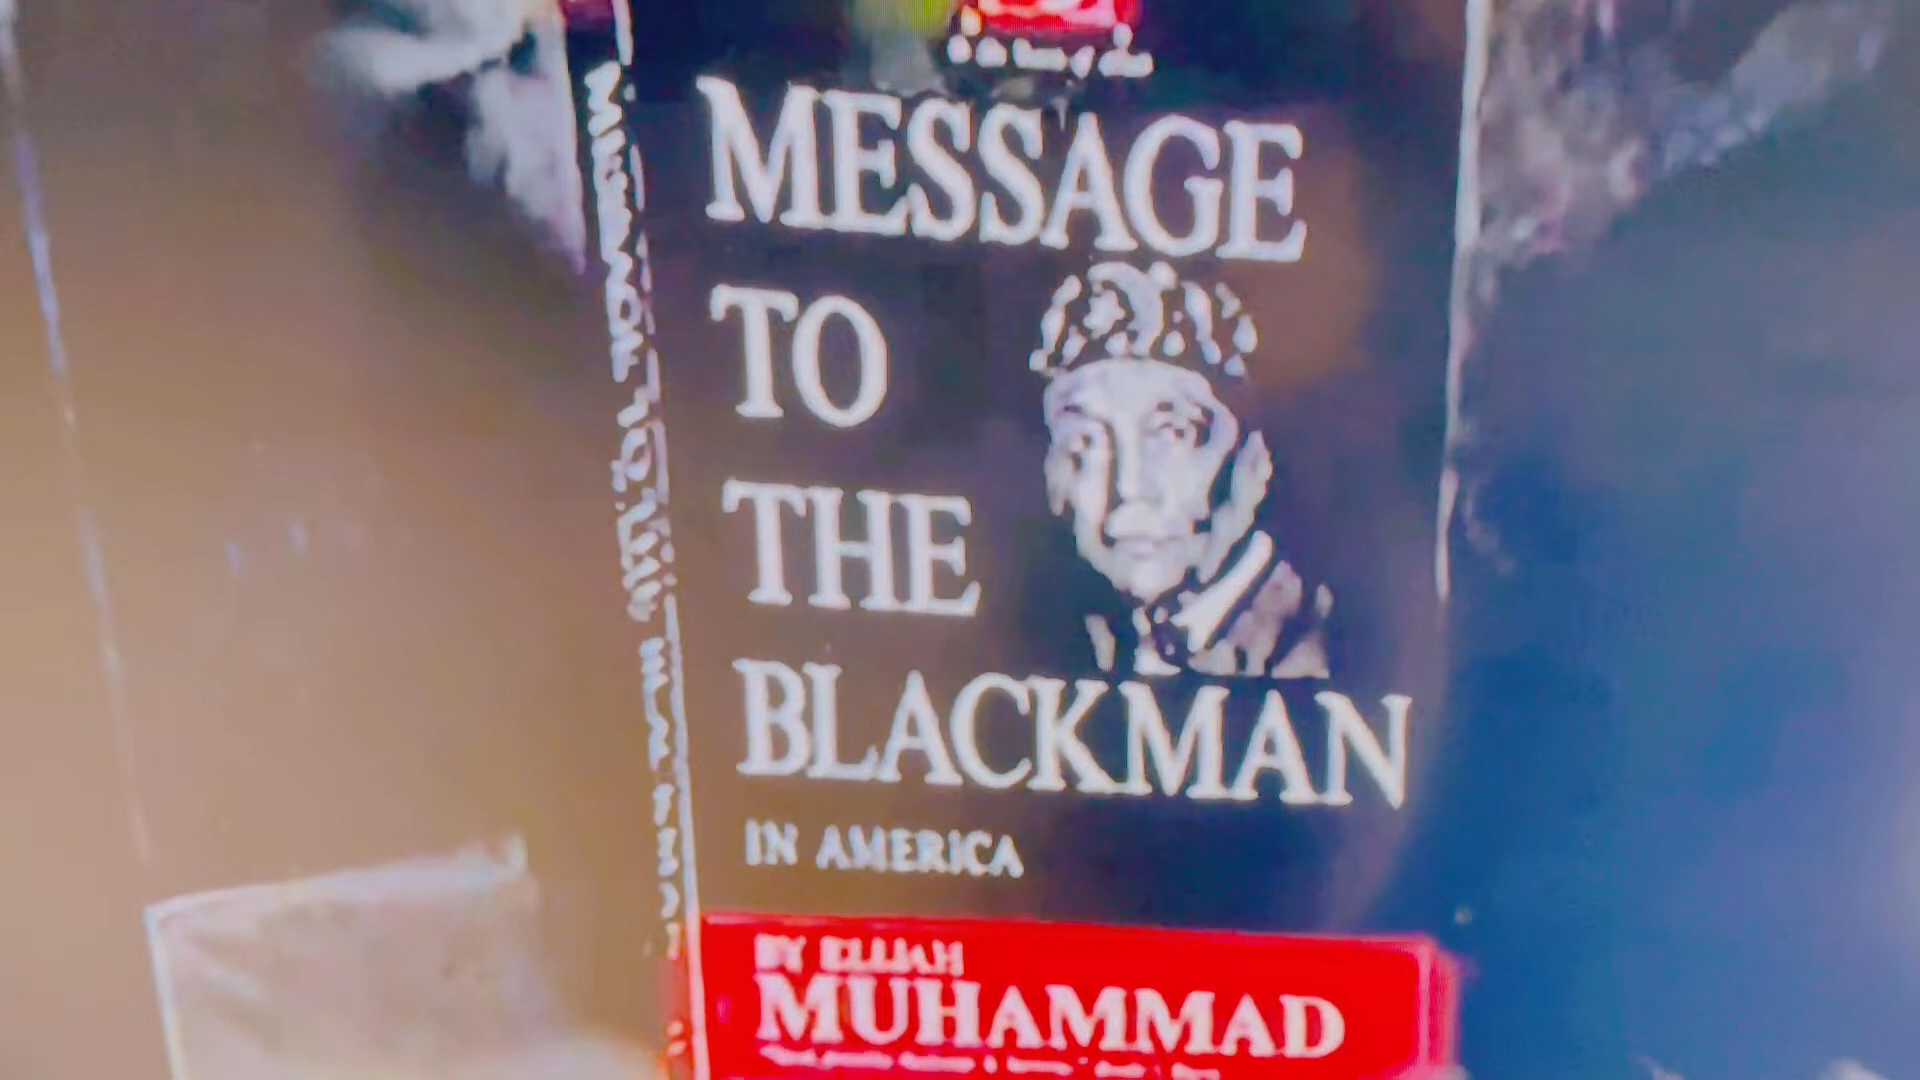 MESSAGE
TO
THE
BLACKMAN
IN AMERICA
BY ELIJAH
MUHAMMAD